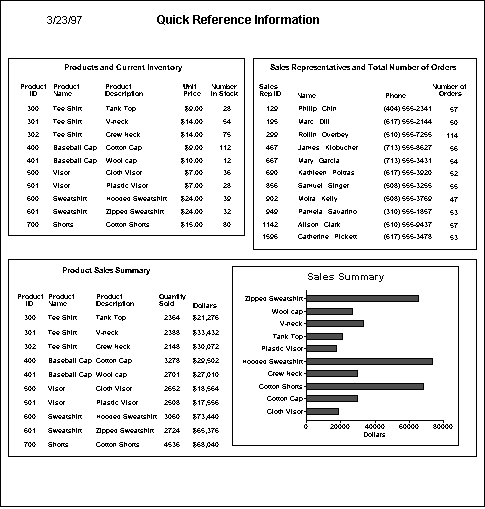 3/23/97 Quick Reference Information
Products and Current Inventory
Product ID Product Name Product Description Unit Price Number in Stock
300 Tee Shirt Tank Top $9.00 28
301 Tee Shirt V-neck $14.00 54
302 Tee Shirt Crew Neck $14.00 75
400 Baseball Cap Cotton Cap $9.00 112
401 Baseball Cap Wool cap $10.00 12
500 Visor Cloth Visor $7.00 36
501 Visor Plastic Visor $7.00 28
600 Sweatshirt Hooded Sweatshirt $24.00 39
601 Sweatshirt Zipped Sweatshirt $24.00 32
700 Shorts Cotton Shorts $15.00 80
Sales Representatives and Total Number of Orders
Sales Rep ID Name Phone Number of Orders
129 Philip Chin (404) 555-2341 57
195 Marc Dill (617) 555-2144 50
299 Rollin Overbey (510) 555-7255 114
467 James Klobucher (713) 555-8627 56
667 Mary Garcia (713) 555-3431 54
690 Kathleen Poitras (617) 555-3920 52
856 Samuel Singer (508) 555-3255 55
902 Moira Kelly (508) 555-3769 47
949 Pamela Savarino (310) 555-1857 53
1142 Alison Clark (510) 555-9437 57
1596 Catherine Pickett (617) 555-3478 53
Product Sales Summary
Product ID Product Name Product Description Quantity Sold Dollars
300 Tee Shirt Tank Top 2364 $21,276
301 Tee Shirt V-neck 2388 $33,432
302 Tee Shirt Crew Neck 2148 $30,072
400 Baseball Cap Cotton Cap 3278 $29,502
401 Baseball Cap Wool cap 2701 $27,010
500 Visor Cloth Visor 2652 $18,564
501 Visor Plastic Visor 2508 $17,556
600 Sweatshirt Hooded Sweatshirt 3060 $73,440
601 Sweatshirt Zipped Sweatshirt 2724 $65,376
700 Shorts Cotton Shorts 4536 $68,040
Sales Summary
Zipped Sweatshirt
Wool cap
V-neck
Tank Top
Plastic Visor
Hooded Sweatshirt
Crew Neck
Cotton Shorts
Cotton Cap
Cloth Visor
0 20000 40000 60000 80000
Dollars